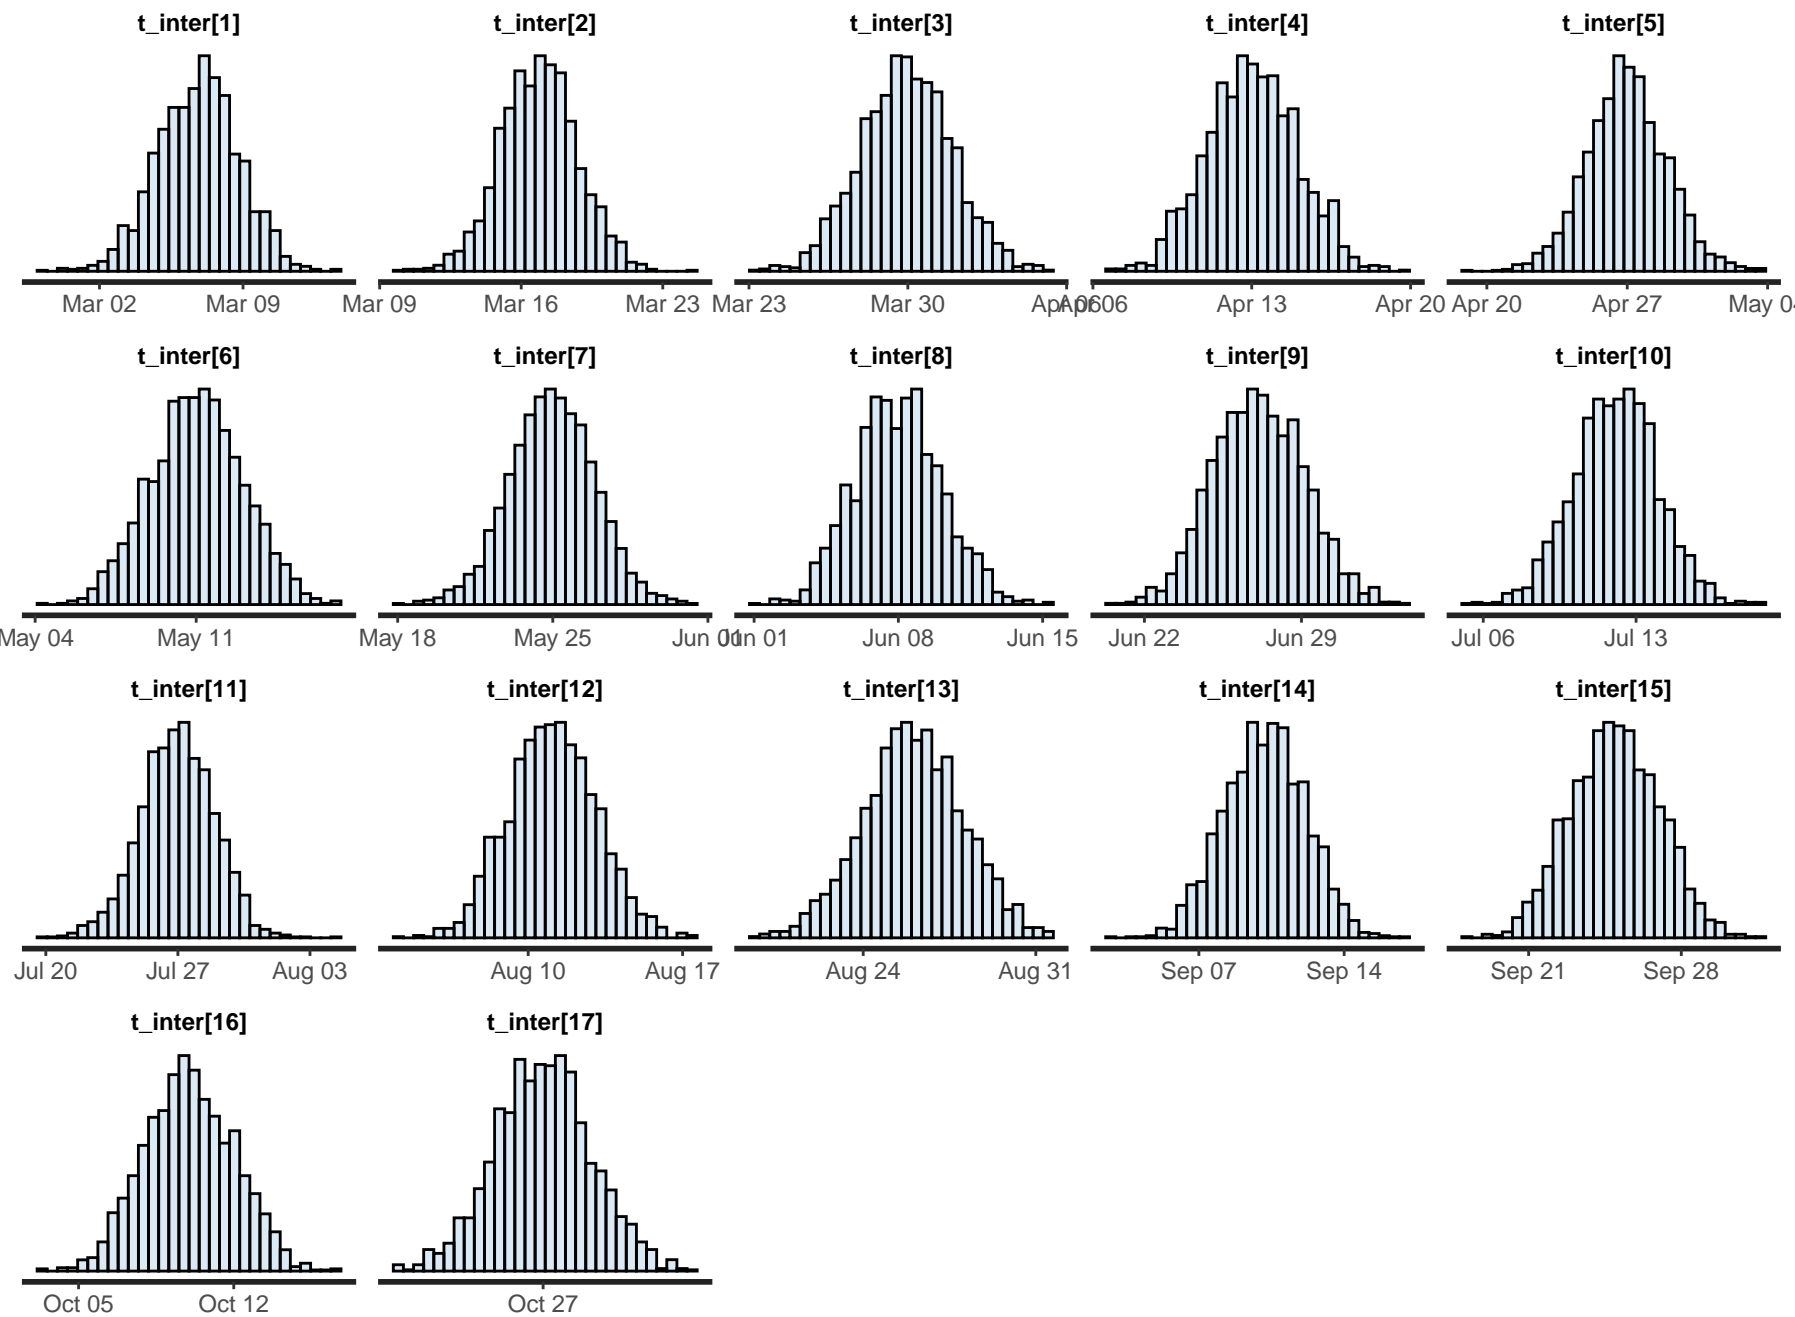 t_inter[1] t_inter[2] t_inter[3] t_inter[4] t_inter[5]
Mar 02 Mar 09 Mar 09 Mar 16 Mar 23 Mar 23 Mar 30 Apr 06 Apr 06 Apr 13 Apr 20 Apr 20 Apr 27 May 04
t_inter[6] t_inter[7] t_inter[8] t_inter[9] t_inter[10]
May 04 May 11 May 18 May 25 Jun 01 Jun 01 Jun 08 Jun 15 Jun 22 Jun 29 Jul 06 Jul 13
t_inter[11] t_inter[12] t_inter[13] t_inter[14] t_inter[15]
Jul 20 Jul 27 Aug 03 Aug 10 Aug 17 Aug 24 Aug 31 Sep 07 Sep 14 Sep 21 Sep 28
t_inter[16] t_inter[17]
Oct 05 Oct 12 Oct 27